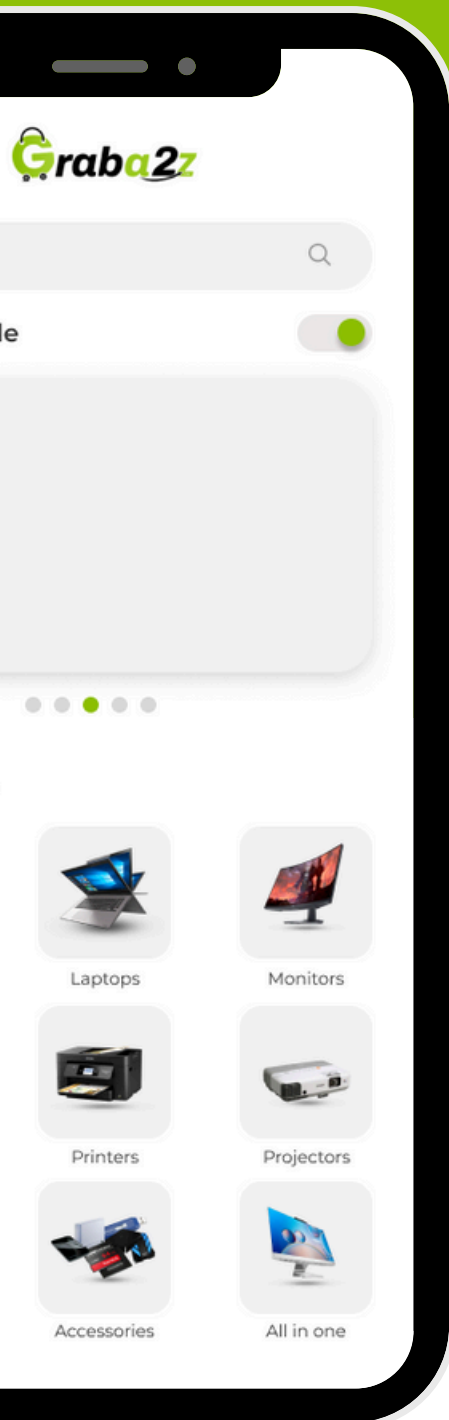 Graba2z
le
Laptops
Monitors
Printers
Projectors
Accessories
All in one